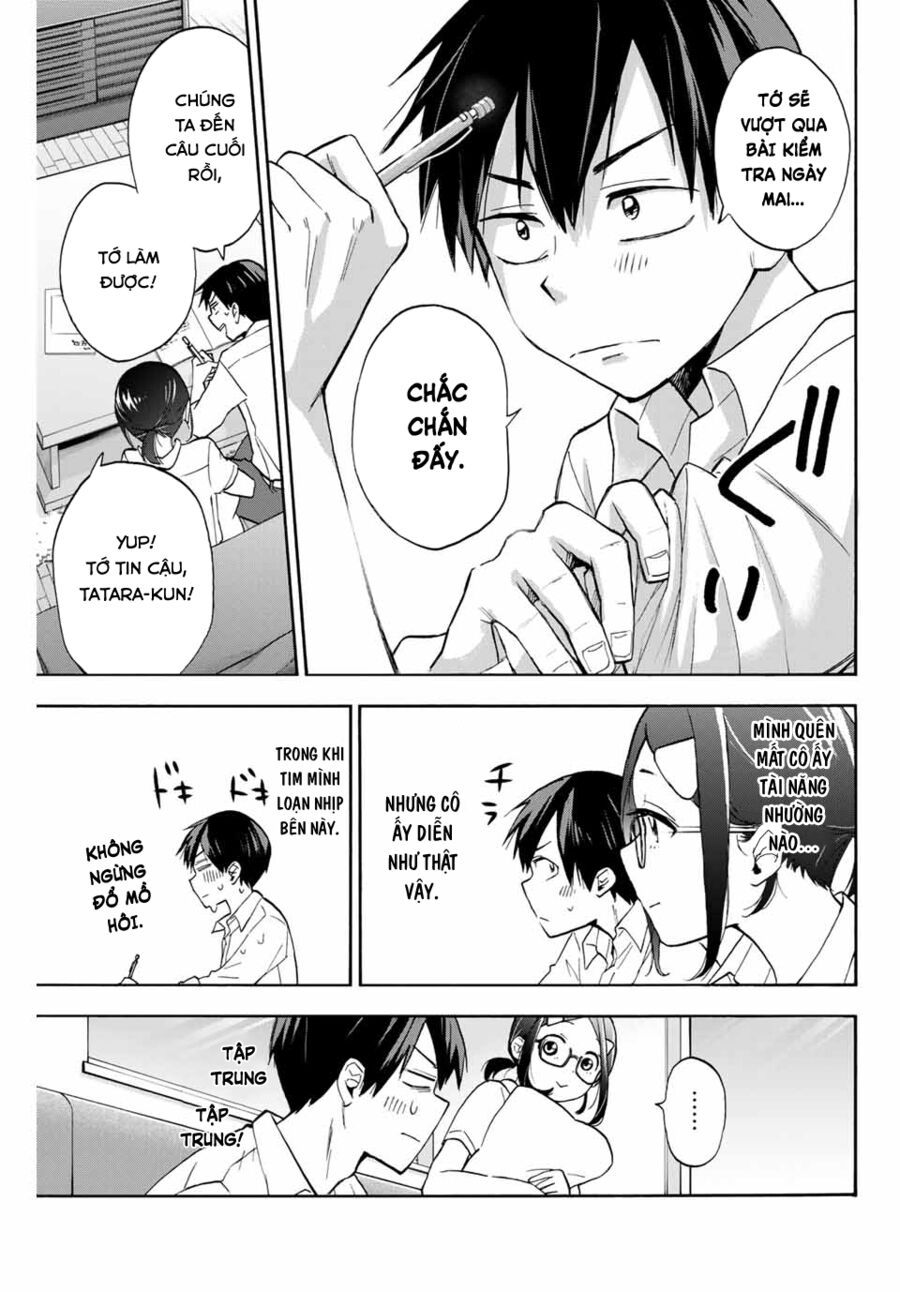 TỚ SẼ
VƯỢT QUA
BÀI KIỂM
TRA NGÀY
MAI...
CHẮC
CHẮN
ĐẤY.
CHÚNG
TA ĐẾN
CÂU CUỐI
RỒI,
TỚ LÀM
ĐƯỢC!
YUP!
TỚ TIN CẬU,
TATARA-KUN!
MÌNH QUÊN
MẤT CÔ ẤY
TÀI NĂNG
NHƯỜNG
NÀO...
NHƯNG CÔ
ẤY DIỄN
NHƯ THẬT
VẬY.
TRONG KHI
TIM MÌNH
LOẠN NHỊP
BÊN NÀY.
ドキ
ドキ
KHÔNG
NGỪNG
ĐỔ MỒ
HÔI.
......
TẬP
TRUNG
TẬP
TRUNG!